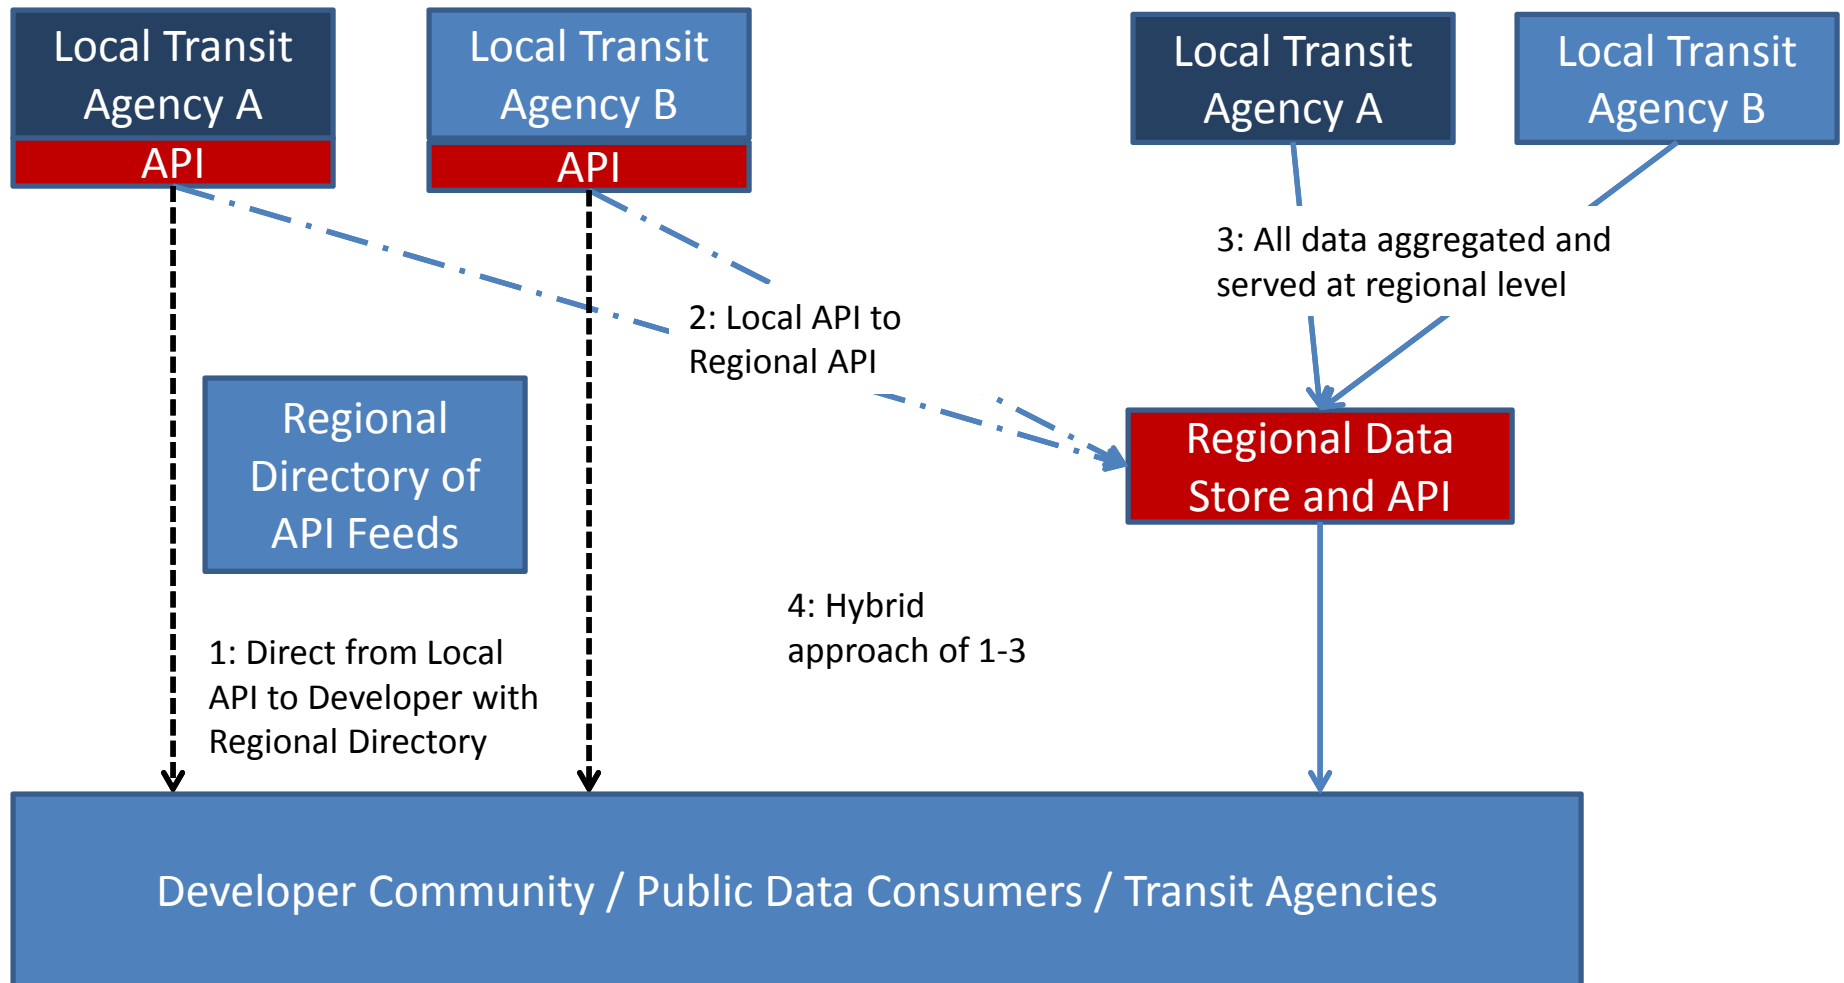 Local Transit
Agency A
API
Local Transit
Agency B
API
Local Transit
Agency A
Local Transit
Agency B
3: All data aggregated and
served at regional level
2: Local API to
Regional API
Regional
Directory of
API Feeds
Regional Data
Store and API
4: Hybrid
approach of 1-3
1: Direct from Local
API to Developer with
Regional Directory
Developer Community / Public Data Consumers / Transit Agencies